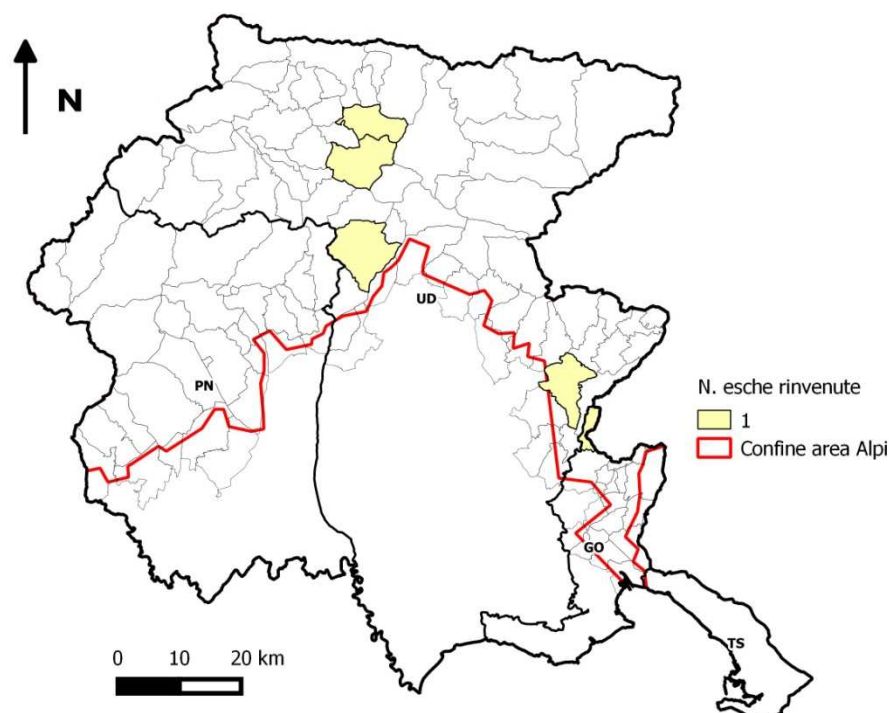 N
UD
PN
N. esche rinvenute
1
Confine area Alpi
GO
TS
0 10 20 km